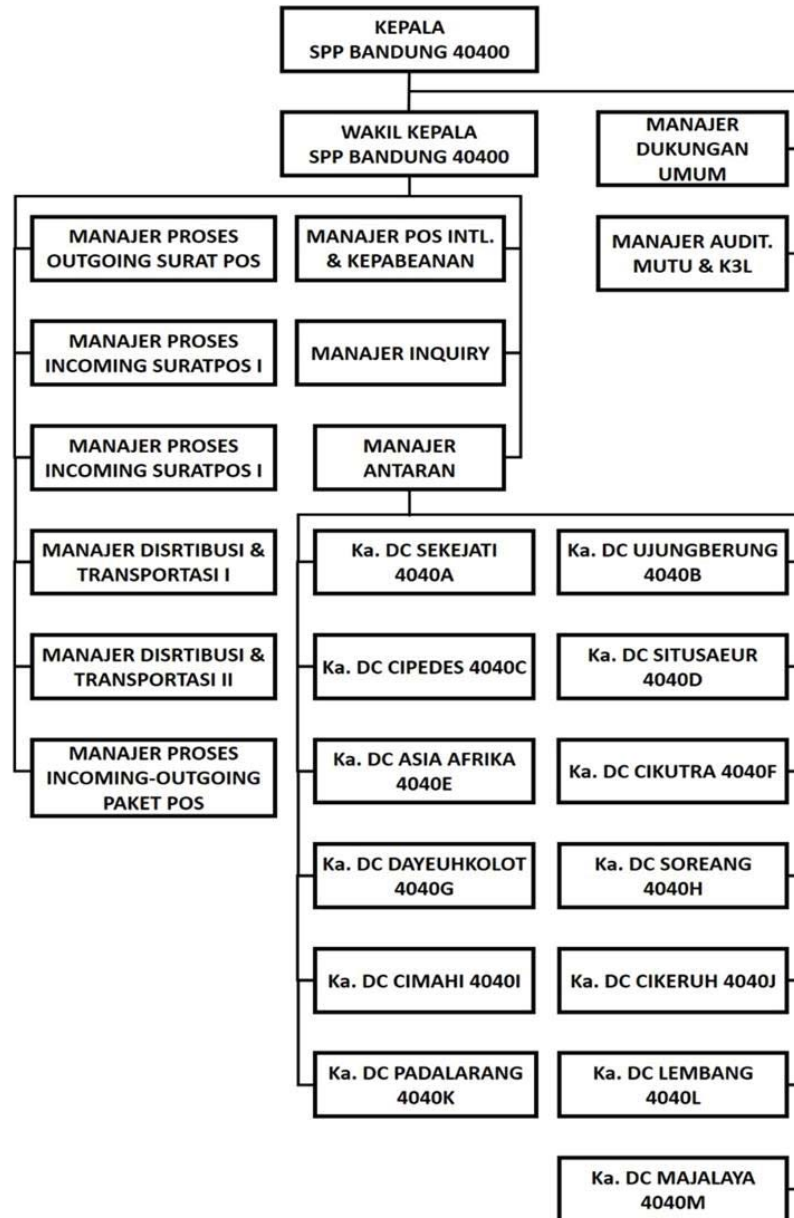 KEPALA
SPP BANDUNG 40400
WAKIL KEPALA
SPP BANDUNG 40400
MANAJER
DUKUNGAN
UMUM
MANAJER PROSES
OUTGOING SURAT POS
MANAJER POS INTL.
& KEPABEANAN
MANAJER AUDIT.
MUTU & K3L
MANAJER PROSES
INCOMING SURATPOS I
MANAJER INQUIRY
MANAJER PROSES
INCOMING SURATPOS I
MANAJER
ANTARAN
MANAJER DISRTIBUSI &
TRANSPORTASI I
Ka. DC SEKEJATI
4040A
Ka. DC UJUNGBERUNG
4040B
MANAJER DISRTIBUSI &
TRANSPORTASI II
Ka. DC CIPEDES 4040C
Ka. DC SITUSAEUR
4040D
MANAJER PROSES
INCOMING-OUTGOING
PAKET POS
Ka. DC ASIA AFRIKA
4040E
Ka. DC CIKUTRA 4040F
Ka. DC DAYEUHKOLOT
4040G
Ka. DC SOREANG
4040H
Ka. DC CIMAHI 4040I
Ka. DC CIKERUH 4040J
Ka. DC PADALARANG
4040K
Ka. DC LEMBANG
4040L
Ka. DC MAJALAYA
4040M